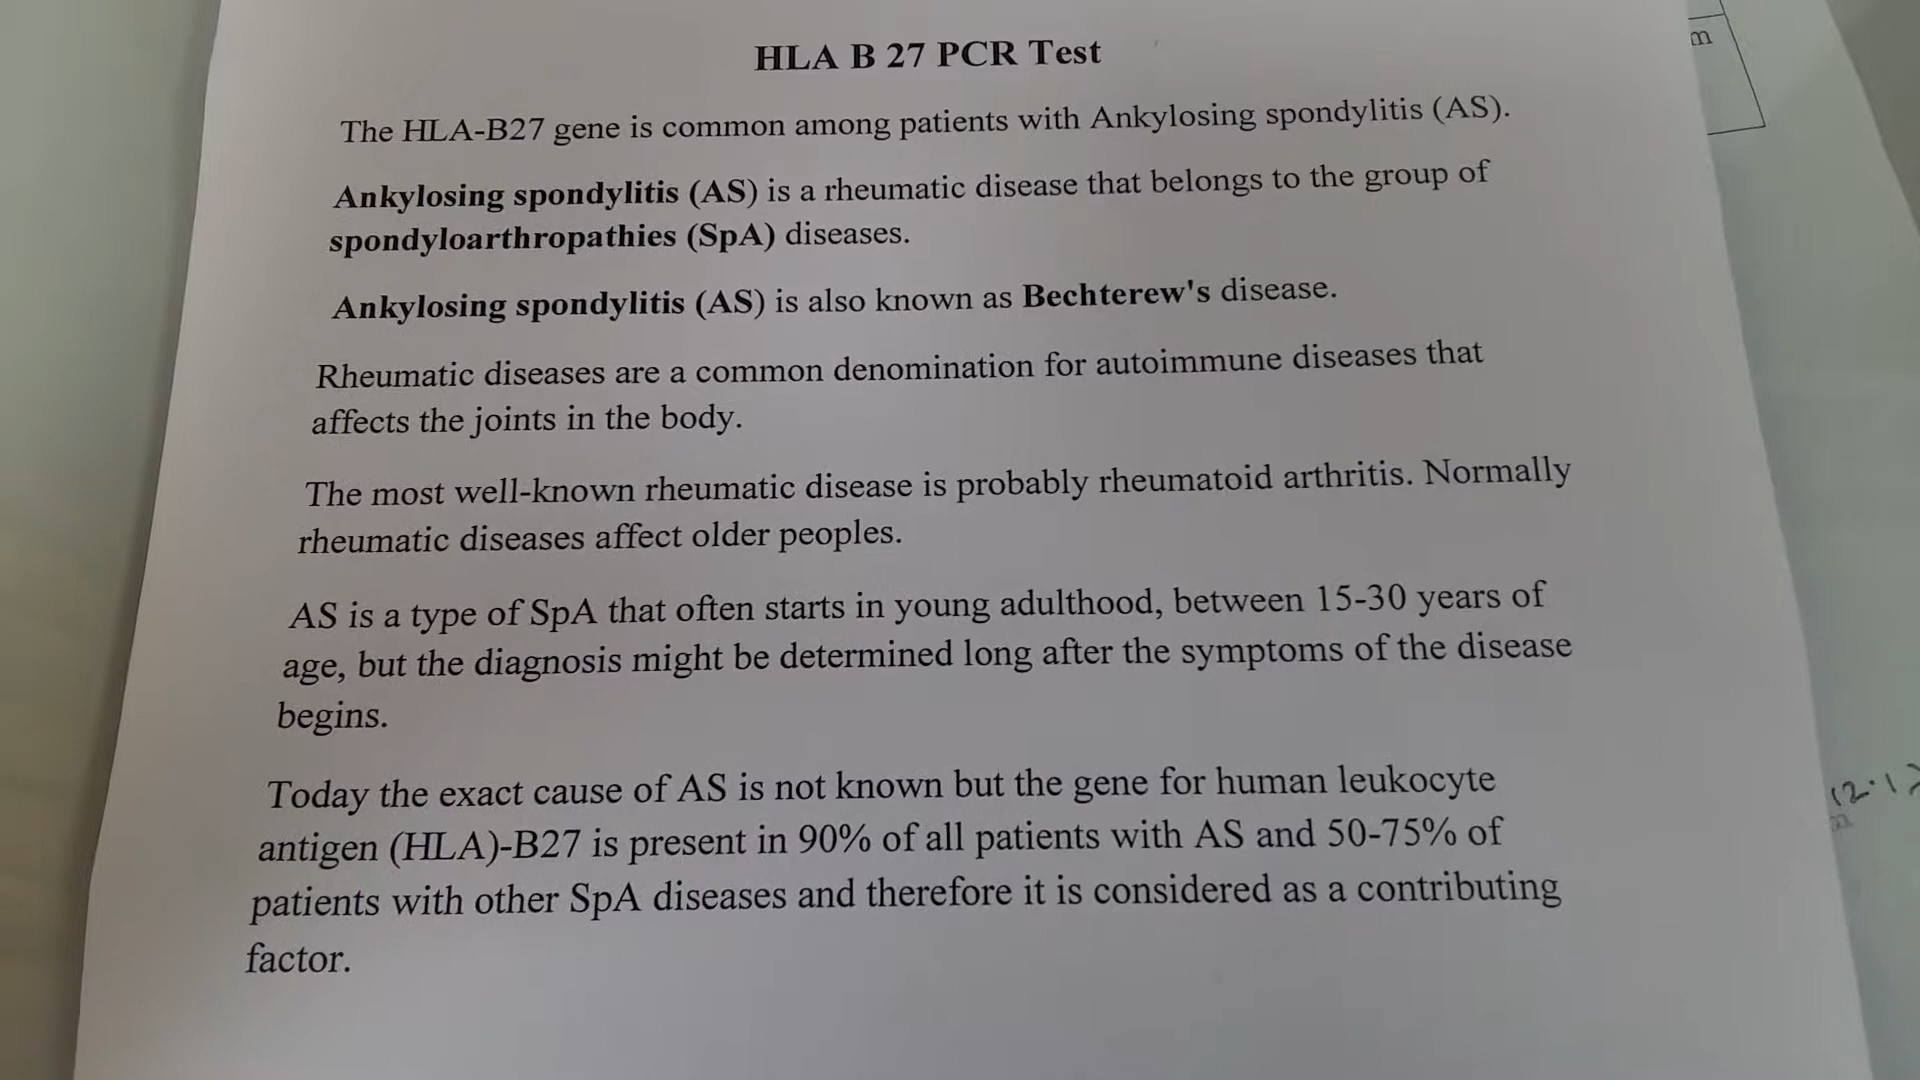 HLA B 27 PCR Test
The HLA-B27 gene is common among patients with Ankylosing spondylitis (AS).
Ankylosing spondylitis (AS) is a rheumatic disease that belongs to the group of
spondyloarthropathies (SpA) diseases.
Ankylosing spondylitis (AS) is also known as Bechterew's disease.
Rheumatic diseases are a common denomination for autoimmune diseases that
affects the joints in the body.
The most well-known rheumatic disease is probably rheumatoid arthritis. Normally
rheumatic diseases affect older peoples.
AS is a type of SpA that often starts in young adulthood, between 15-30 years of
age, but the diagnosis might be determined long after the symptoms of the disease
begins.
Today the exact cause of AS is not known but the gene for human leukocyte
antigen (HLA)-B27 is present in 90% of all patients with AS and 50-75% of
patients with other SpA diseases and therefore it is considered as a contributing
factor.
m